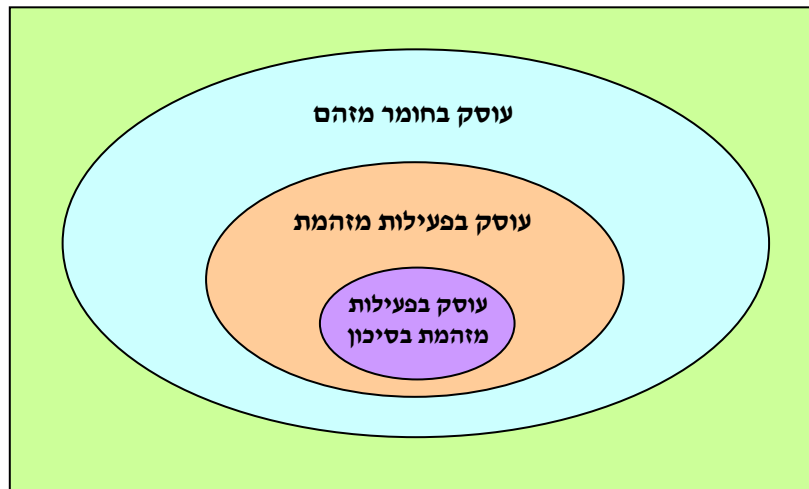 עוסק בחומר מזהם
עוסק בפעילות מזהמת
עוסק בפעילות
מזהמת בסיכון